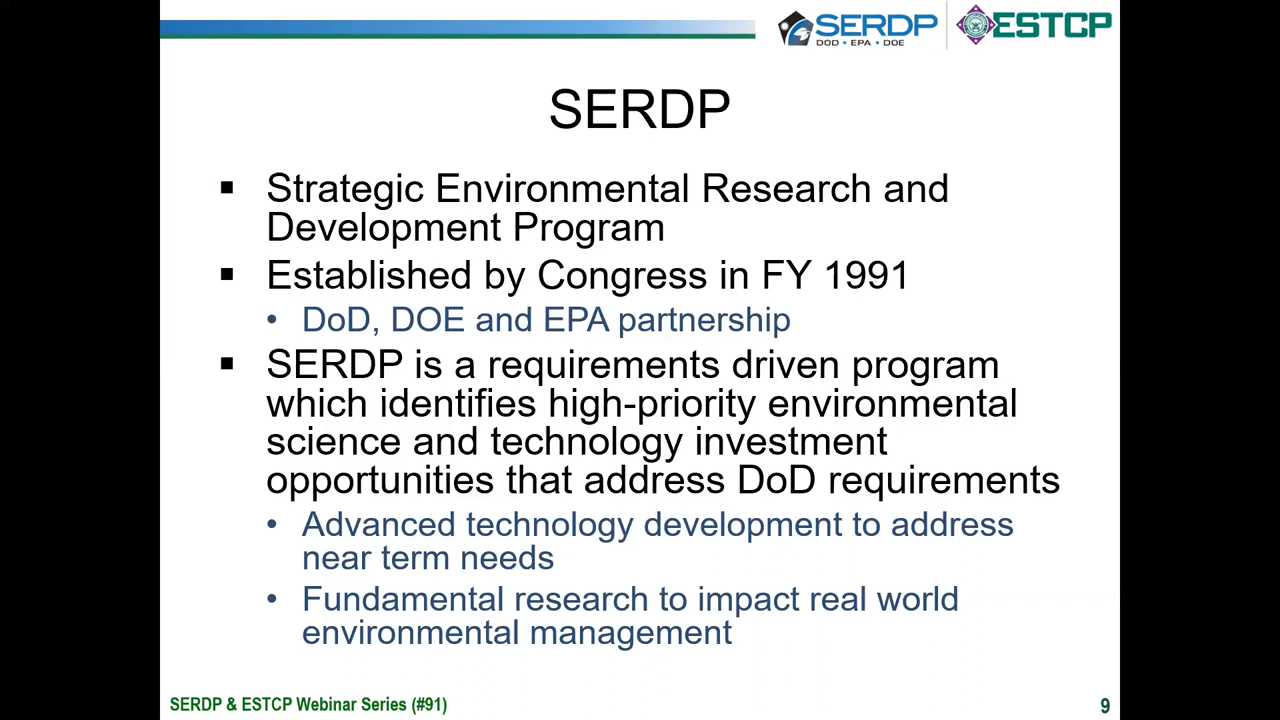 SERDP
DOD • EPA • DOE
ESTCP
SERDP
▪ Strategic Environmental Research and
Development Program
▪ Established by Congress in FY 1991
• DoD, DOE and EPA partnership
▪ SERDP is a requirements driven program
which identifies high-priority environmental
science and technology investment
opportunities that address DoD requirements
• Advanced technology development to address
near term needs
• Fundamental research to impact real world
environmental management
SERDP & ESTCP Webinar Series (#91)
9